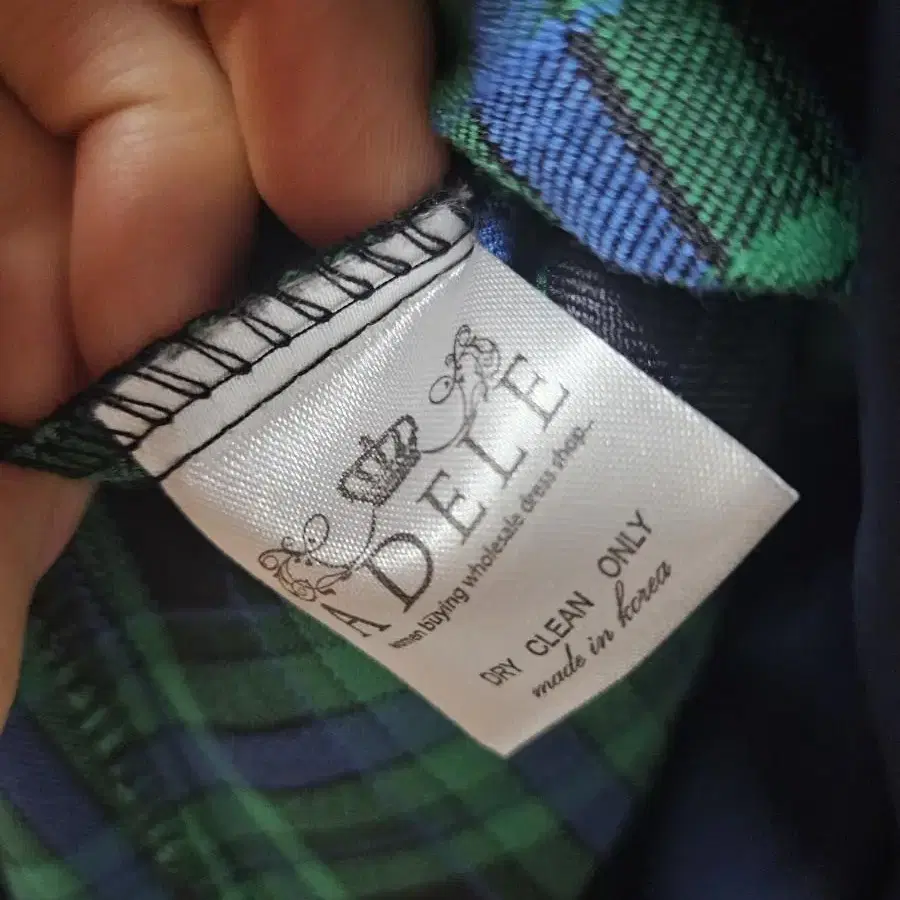 ADELE
women buying wholesale dress shop..
DRY CLEAN ONLY
made in korea